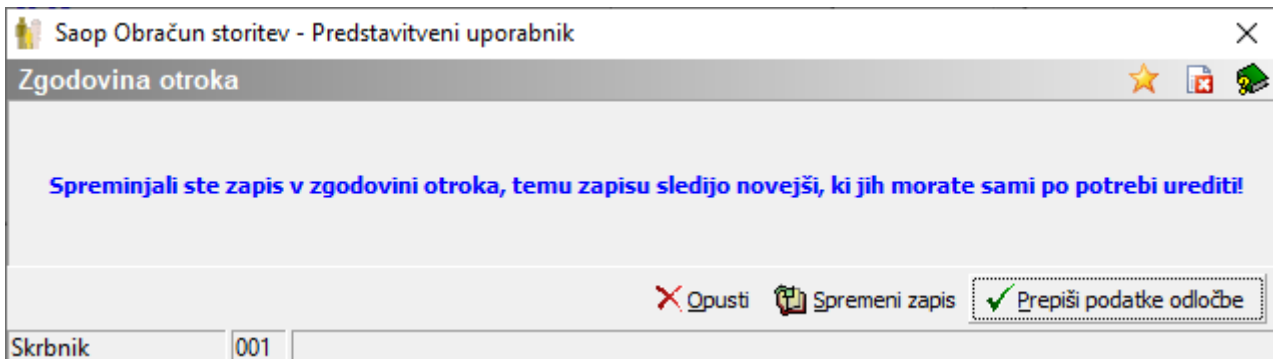 Saop Obračun storitev - Predstavitveni uporabnik
Zgodovina otroka
Spreminjali ste zapis v zgodovini otroka, temu zapisu sledijo novejši, ki jih morate sami po potrebi urediti!
Opusti Spremeni zapis Prepiši podatke odločbe
Skrbnik 001